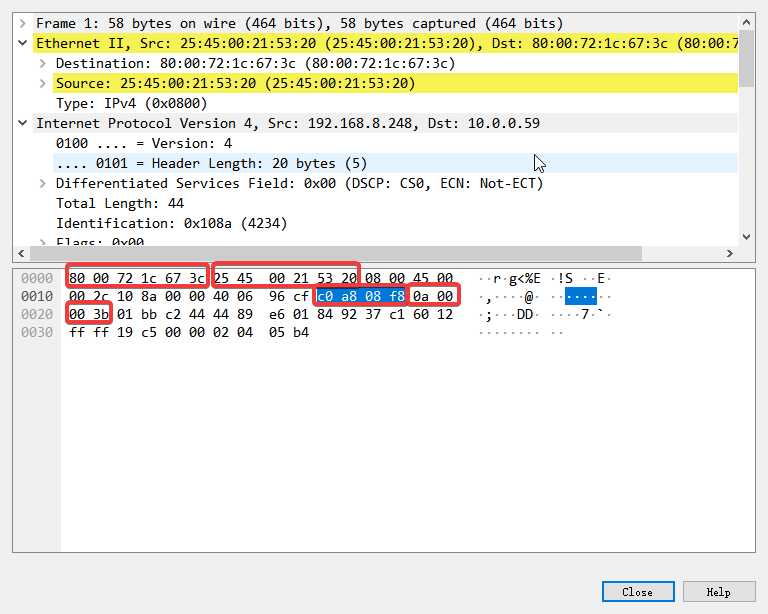 Frame 1: 58 bytes on wire (464 bits), 58 bytes captured (464 bits)
Ethernet II, Src: 25:45:00:21:53:20 (25:45:00:21:53:20), Dst: 80:00:72:1c:67:3c (80:00:7
Destination: 80:00:72:1c:67:3c (80:00:72:1c:67:3c)
Source: 25:45:00:21:53:20 (25:45:00:21:53:20)
Type: IPv4 (0x0800)
Internet Protocol Version 4, Src: 192.168.8.248, Dst: 10.0.0.59
0100 .... = Version: 4
.... 0101 = Header Length: 20 bytes (5)
Differentiated Services Field: 0x00 (DSCP: CS0, ECN: Not-ECT)
Total Length: 44
Identification: 0x108a (4234)
Flags: 0x00
0000 80 00 72 1c 67 3c 25 45 00 21 53 20 08 00 45 00 ··r·g<%E ·!S ··E·
0010 00 2c 10 8a 00 00 40 06 96 cf c0 a8 08 f8 0a 00 ·,····@· ········
0020 00 3b 01 bb c2 44 44 89 e6 01 84 92 37 c1 60 12 ·;···DD· ····7·`·
0030 ff ff 19 c5 00 00 02 04 05 b4 ········ ··
Close Help